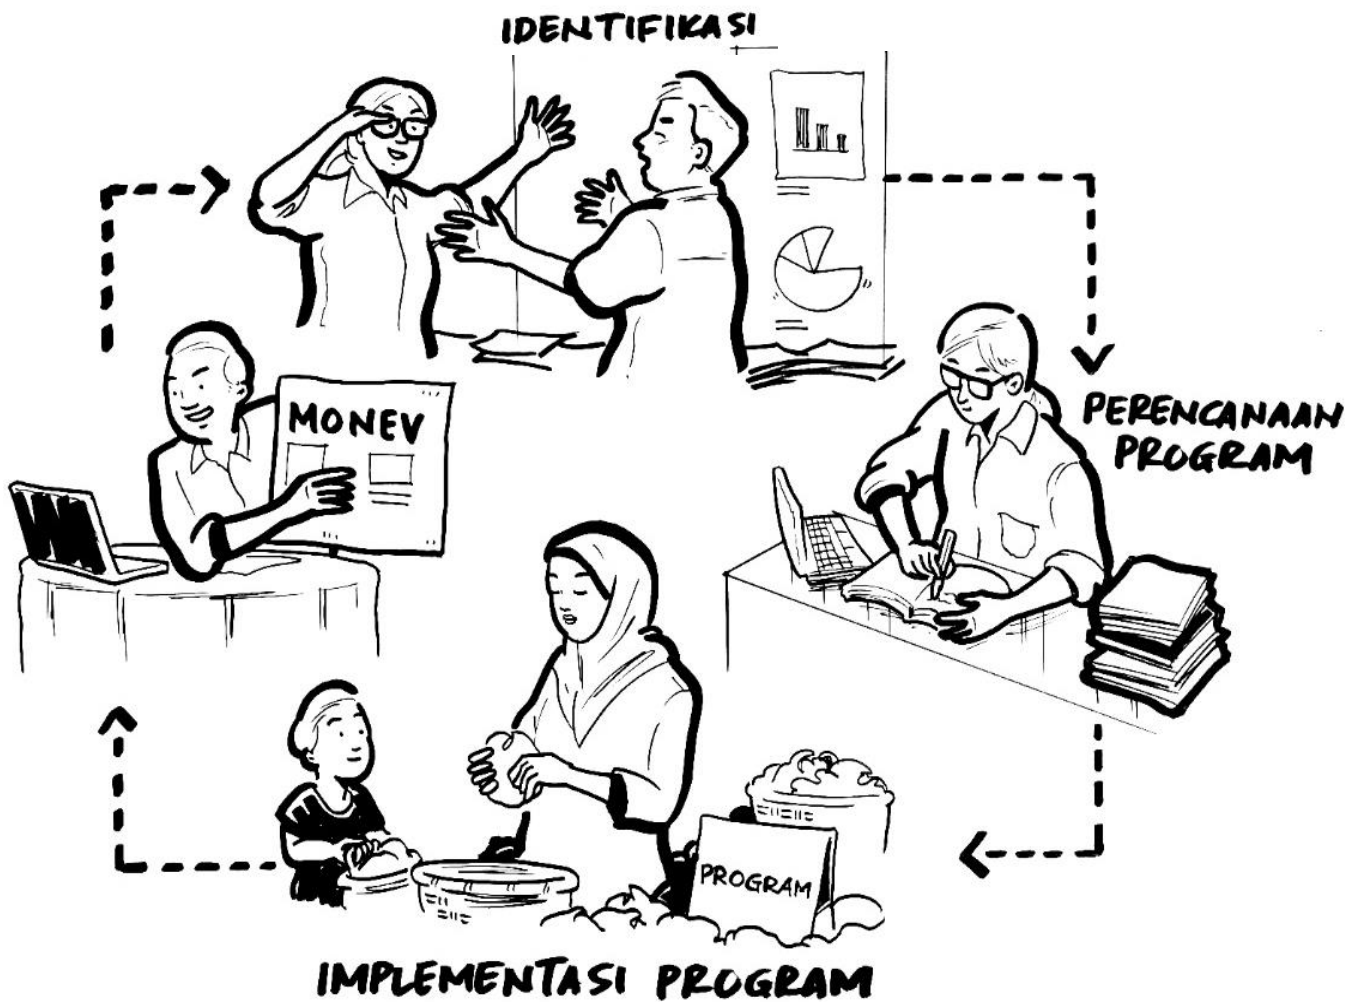 IDENTIFIKASI
MONEV
PERENCANAAN
PROGRAM
PROGRAM
IMPLEMENTASI PROGRAM